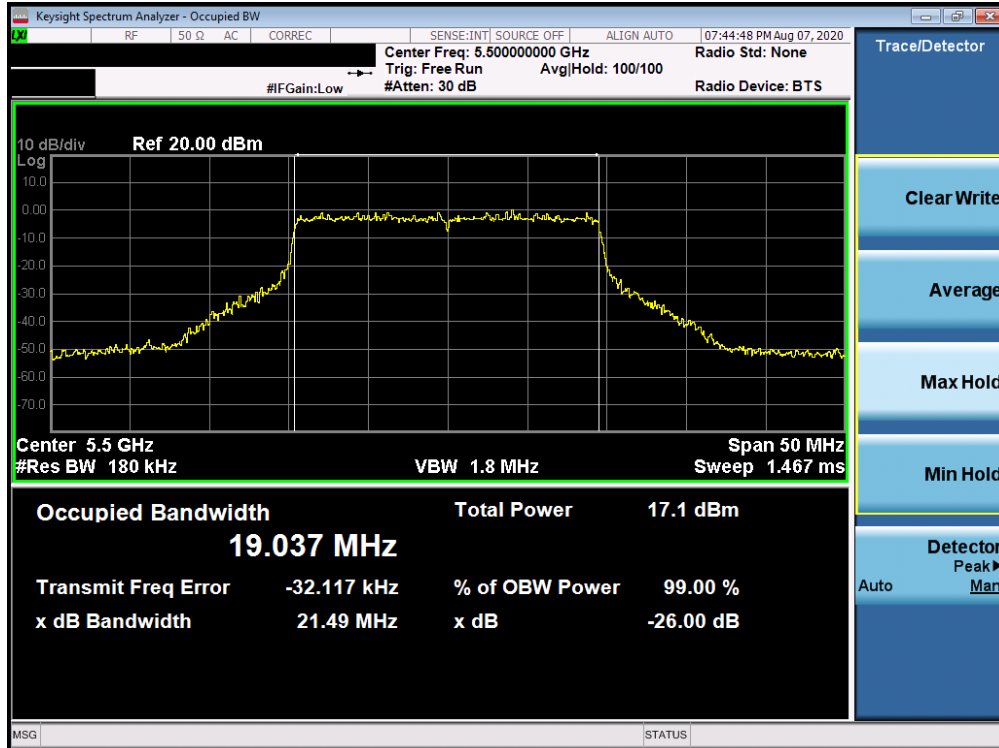 Keysight Spectrum Analyzer - Occupied BW
LXI RF 50 Ω AC CORREC SENSE:INT SOURCE OFF ALIGN AUTO 07:44:48 PM Aug 07, 2020
Center Freq: 5.500000000 GHz Radio Std: None
Trig: Free Run Avg|Hold: 100/100
#IFGain:Low #Atten: 30 dB Radio Device: BTS
Trace/Detector
10 dB/div Ref 20.00 dBm
Log
10.0
0.00
-10.0
-20.0
-30.0
-40.0
-50.0
-60.0
-70.0
Center 5.5 GHz Span 50 MHz
#Res BW 180 kHz VBW 1.8 MHz Sweep 1.467 ms
Occupied Bandwidth Total Power 17.1 dBm
19.037 MHz
Transmit Freq Error -32.117 kHz % of OBW Power 99.00 %
x dB Bandwidth 21.49 MHz x dB -26.00 dB
Clear Write
Average
Max Hold
Min Hold
Detector
Peak
Auto Man
MSG STATUS